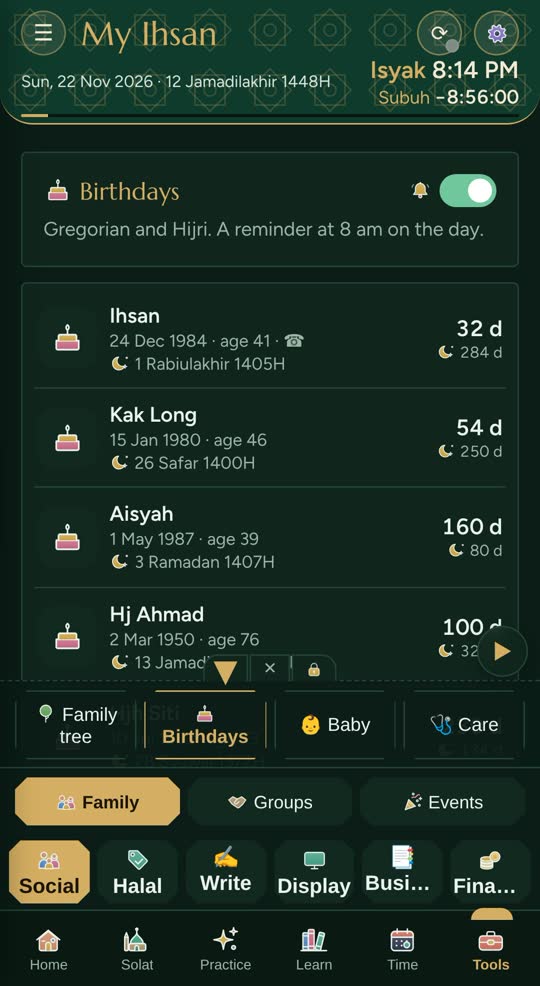 My Ihsan
Sun, 22 Nov 2026 · 12 Jamadilakhir 1448H
Isyak 8:14 PM
Subuh −8:56:00
Birthdays
Gregorian and Hijri. A reminder at 8 am on the day.
Ihsan
24 Dec 1984 · age 41 · ☎
1 Rabiulakhir 1405H
32 d
284 d
Kak Long
15 Jan 1980 · age 46
26 Safar 1400H
54 d
250 d
Aisyah
1 May 1987 · age 39
3 Ramadan 1407H
160 d
80 d
Hj Ahmad
2 Mar 1950 · age 76
13 Jamad
100 d
32
Family
tree
Birthdays
Baby
Care
Family
Groups
Events
Social
Halal
Write
Display
Busi...
Fina...
Home
Solat
Practice
Learn
Time
Tools